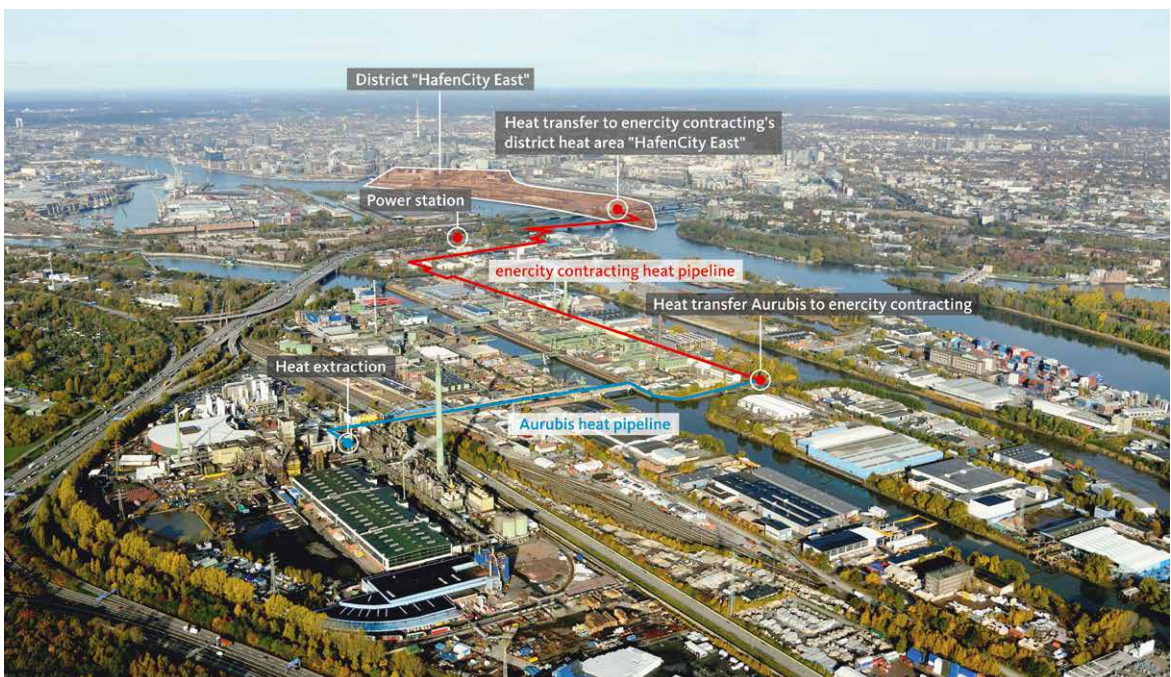 District "HafenCity East"
Heat transfer to enercity contracting's
district heat area "HafenCity East"
Power station
enercity contracting heat pipeline
Heat transfer Aurubis to enercity contracting
Heat extraction
Aurubis heat pipeline